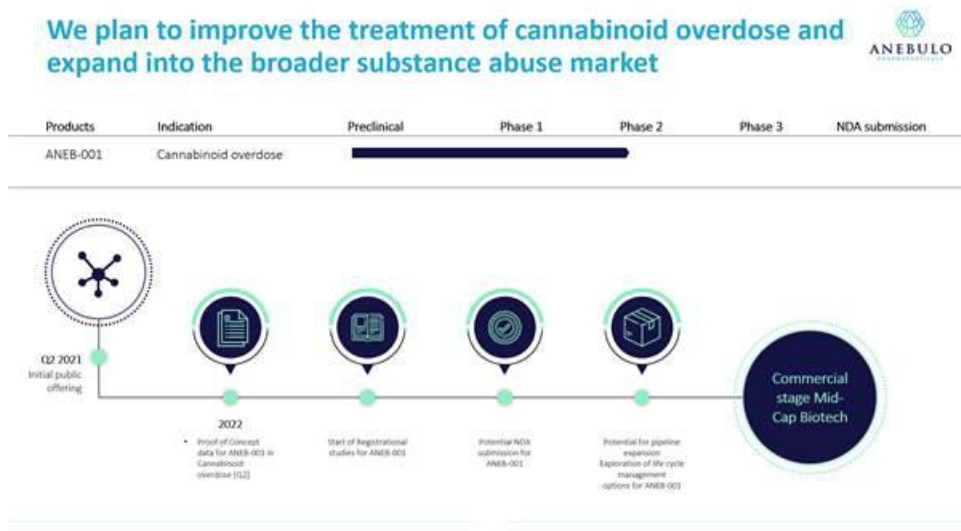 We plan to improve the treatment of cannabinoid overdose and
expand into the broader substance abuse market
ANEBULO
PHARMACEUTICALS
Products Indication Preclinical Phase 1 Phase 2 Phase 3 NDA submission
ANEB-001 Cannabinoid overdose
Q2 2021
Initial public
offering
2022
• Proof of Concept
data for ANEB-001 in
Cannabinoid
overdose (Q2)
Start of Registrational
studies for ANEB-001
Potential NDA
submission for
ANEB-001
Potential for pipeline
expansion
Exploration of life cycle
management
options for ANEB-001
Commercial
stage Mid-
Cap Biotech